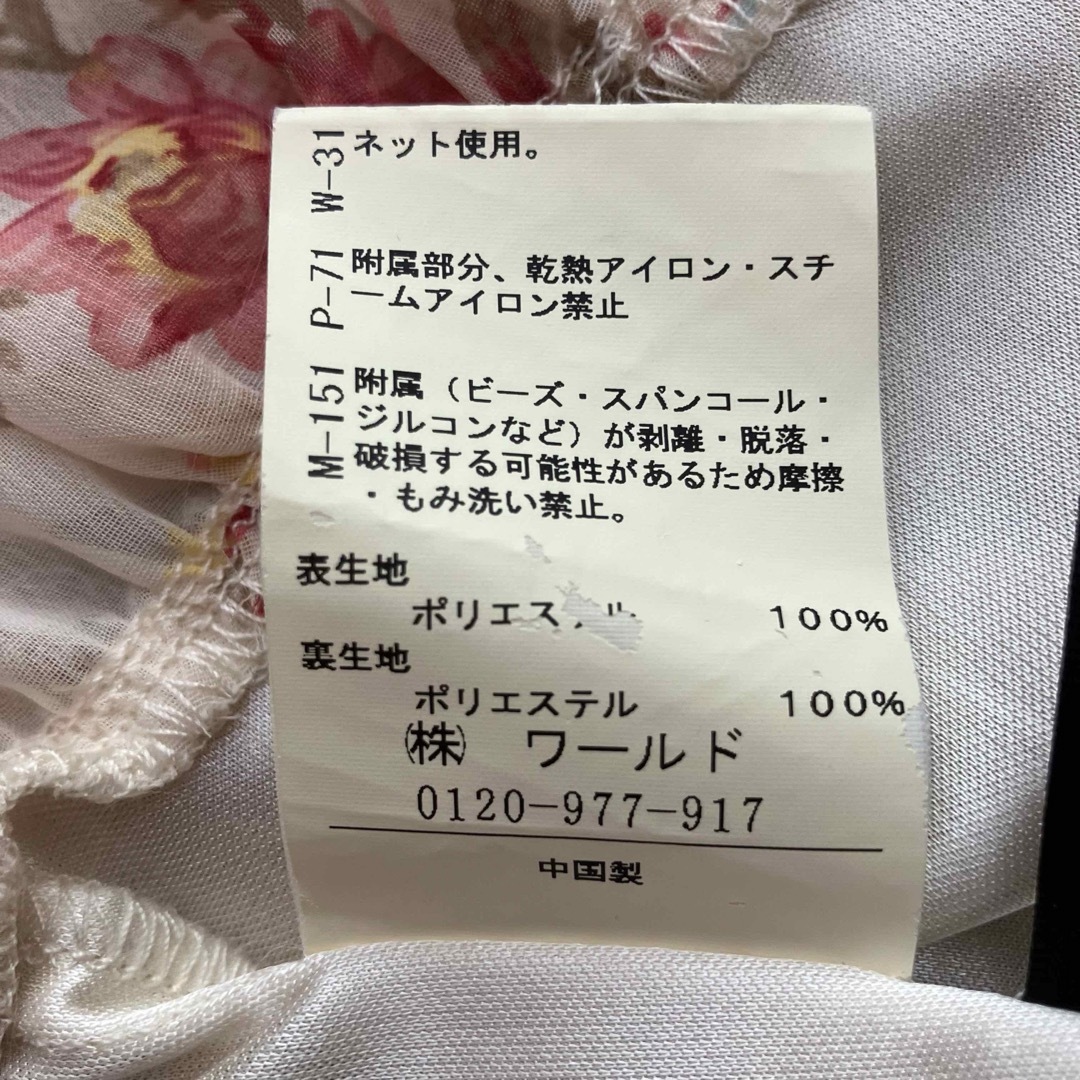 W-31 ネット使用。
P-71 附属部分、乾熱アイロン・スチ
ームアイロン禁止
M-151 附属（ビーズ・スパンコール・
ジルコンなど）が剥離・脱落・
破損する可能性があるため摩擦
・もみ洗い禁止。
表生地
100%
裏生地
ポリエステル 100%
㈱ ワールド
0120-977-917
中国製